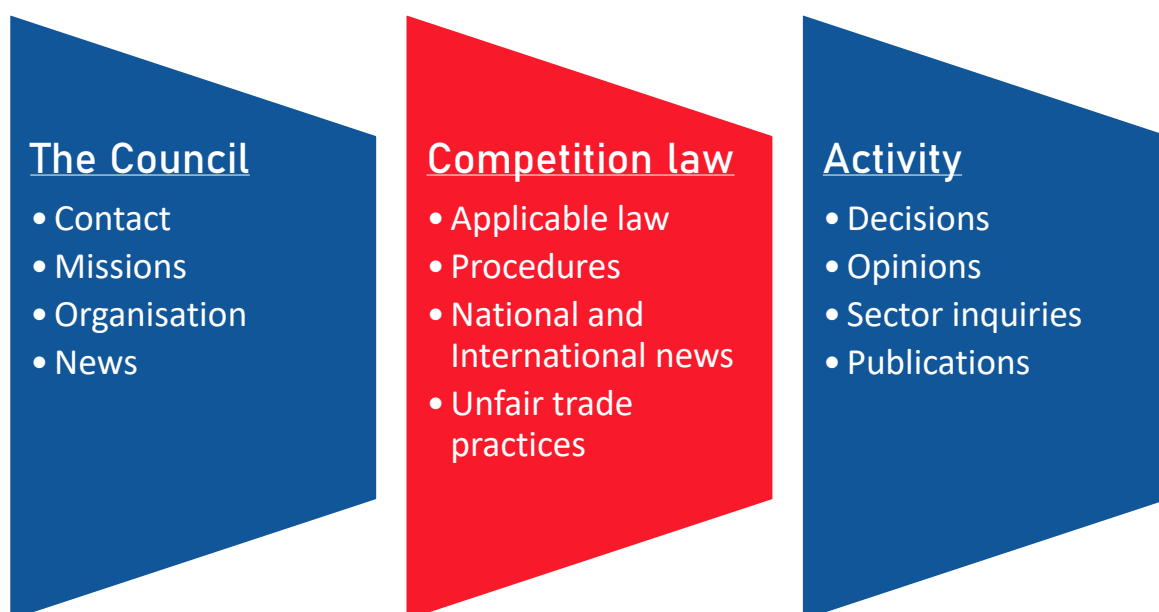 The Council
• Contact
• Missions
• Organisation
• News
Competition law
• Applicable law
• Procedures
• National and
International news
• Unfair trade
practices
Activity
• Decisions
• Opinions
• Sector inquiries
• Publications